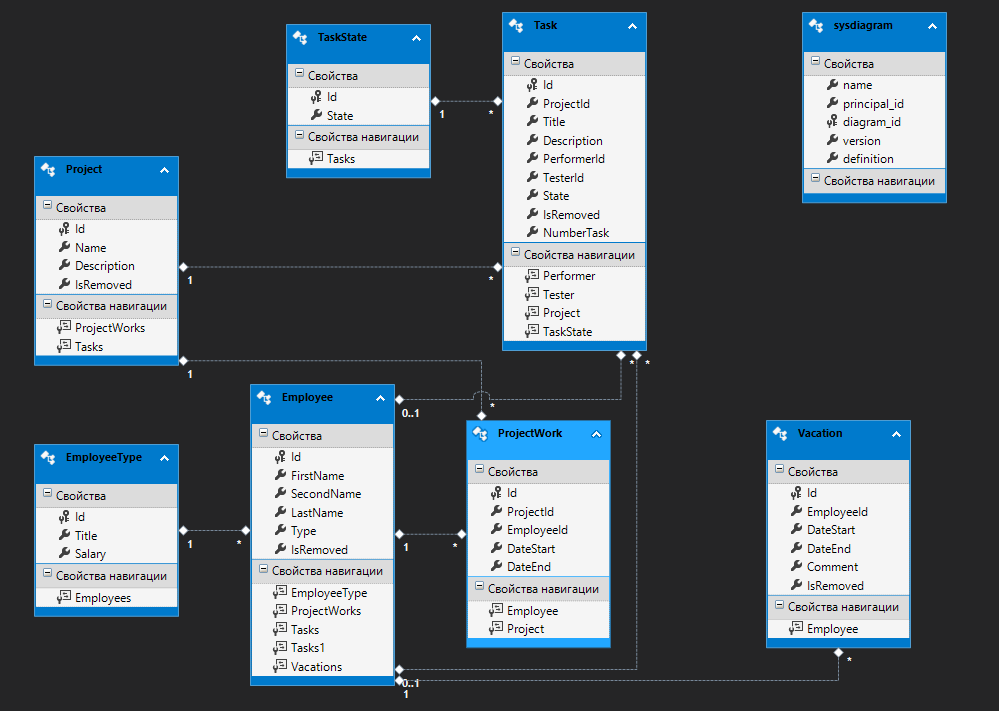 TaskState
Свойства
Id
State
Свойства навигации
Tasks
1
*
Task
Свойства
Id
ProjectId
Title
Description
PerformerId
TesterId
State
IsRemoved
NumberTask
Свойства навигации
Performer
Tester
Project
TaskState
sysdiagram
Свойства
name
principal_id
diagram_id
version
definition
Свойства навигации
Project
Свойства
Id
Name
Description
IsRemoved
Свойства навигации
ProjectWorks
Tasks
1
*
1
*
*
*
EmployeeType
Свойства
Id
Title
Salary
Свойства навигации
Employees
1
*
Employee
Свойства
Id
FirstName
SecondName
LastName
Type
IsRemoved
Свойства навигации
EmployeeType
ProjectWorks
Tasks
Tasks1
Vacations
0..1
1
*
0..1
1
ProjectWork
Свойства
Id
ProjectId
EmployeeId
DateStart
DateEnd
Свойства навигации
Employee
Project
Vacation
Свойства
Id
EmployeeId
DateStart
DateEnd
Comment
IsRemoved
Свойства навигации
Employee
*